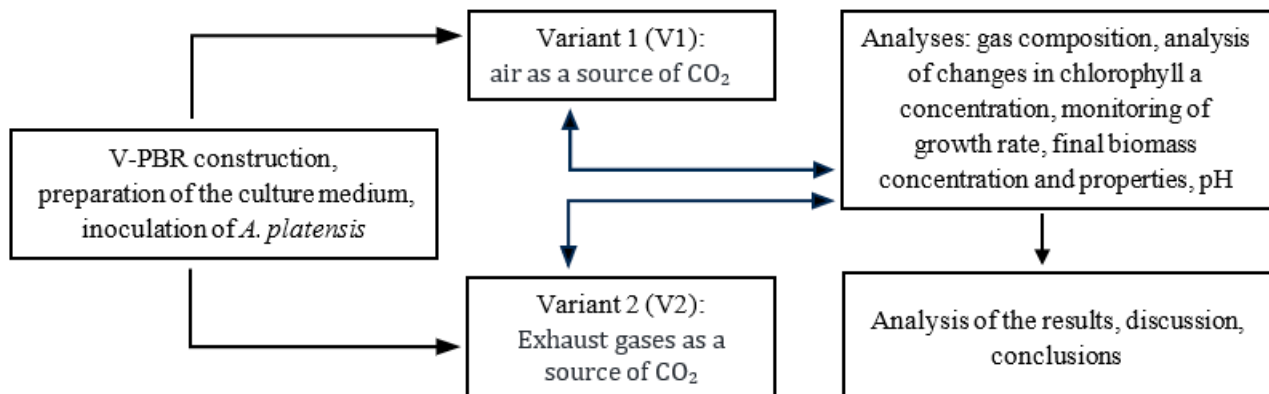 V-PBR construction,
preparation of the culture medium,
inoculation of A. platensis
Variant 1 (V1):
air as a source of CO₂
Variant 2 (V2):
Exhaust gases as a
source of CO₂
Analyses: gas composition, analysis
of changes in chlorophyll a
concentration, monitoring of
growth rate, final biomass
concentration and properties, pH
Analysis of the results, discussion,
conclusions